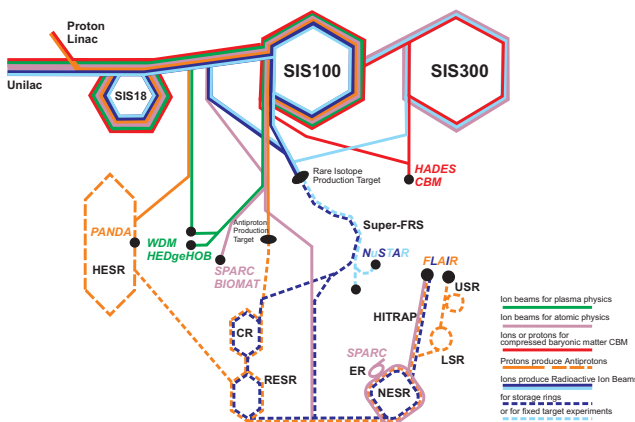 Proton
Linac
Unilac
SIS18
SIS100
SIS300
Rare Isotope
Production Target
HADES
CBM
PANDA
HESR
WDM
HEDgeHOB
Antiproton
Production
Target
SPARC
BIOMAT
Super-FRS
NuSTAR
FLAIR
USR
HITRAP
LSR
CR
RESR
SPARC
ER
NESR
Ion beams for plasma physics
Ion beams for atomic physics
Ions or protons for
compressed baryonic matter CBM
Protons produce Antiprotons
Ions produce Radioactive Ion Beams
for storage rings
or for fixed target experiments